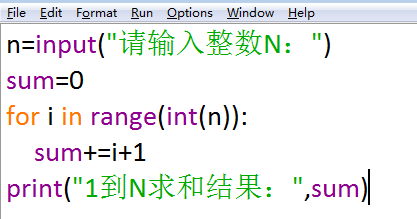 File Edit Format Run Options Window Help
n=input("请输入整数N：")
sum=0
for i in range(int(n)):
    sum+=i+1
print("1到N求和结果：",sum)